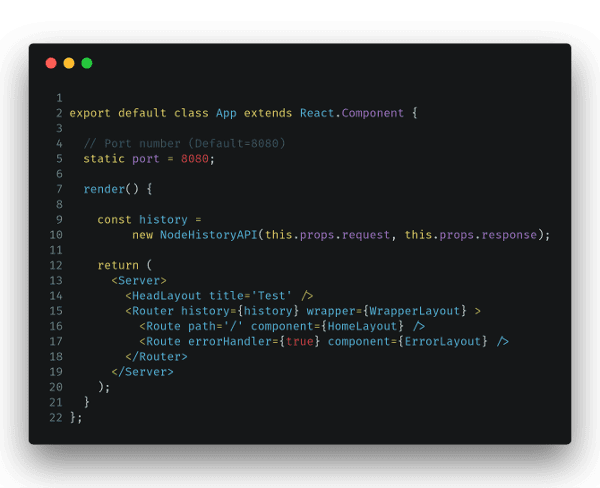 1
2 export default class App extends React.Component {
3
4 // Port number (Default=8080)
5 static port = 8080;
6
7 render() {
8
9 const history =
10 new NodeHistoryAPI(this.props.request, this.props.response);
11
12 return (
13 <Server>
14 <HeadLayout title='Test' />
15 <Router history={history} wrapper={WrapperLayout} >
16 <Route path='/' component={HomeLayout} />
17 <Route errorHandler={true} component={ErrorLayout} />
18 </Router>
19 </Server>
20 );
21 }
22 };